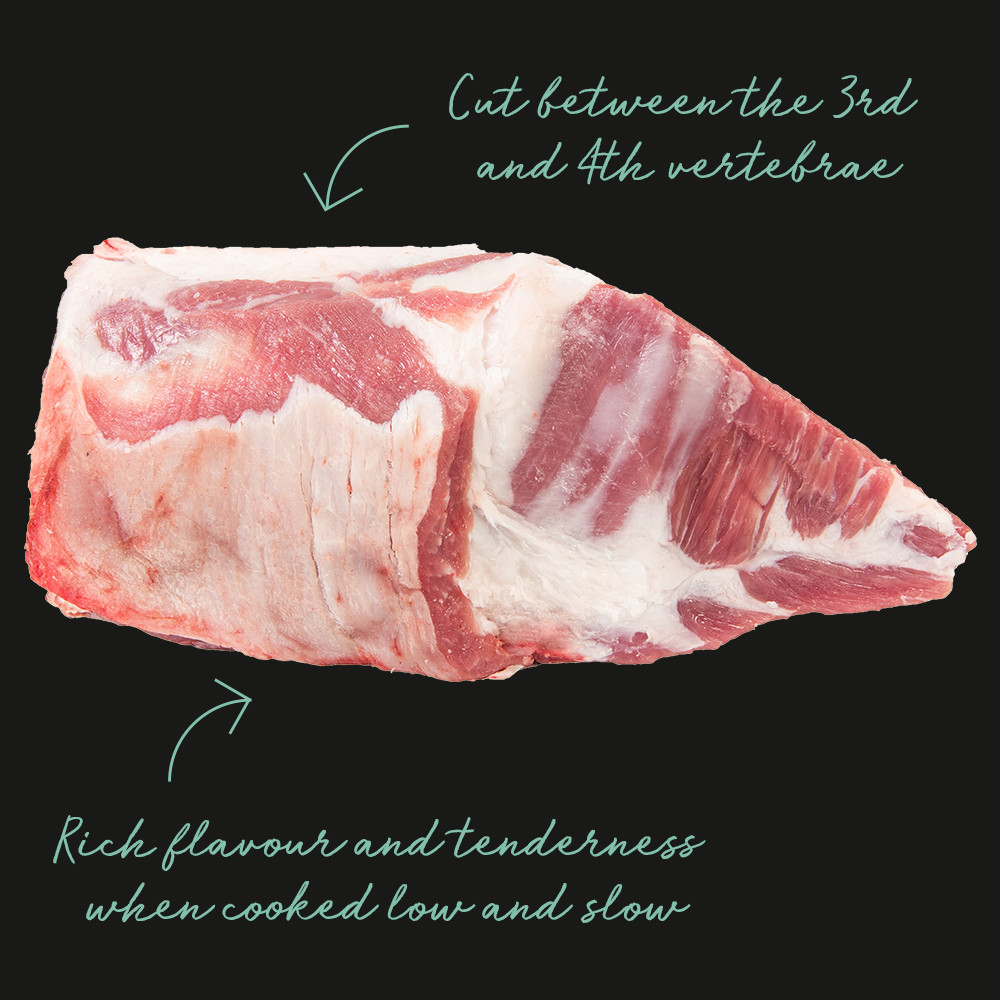 Cut between the 3rd
and 4th vertebrae
Rich flavour and tenderness
when cooked low and slow